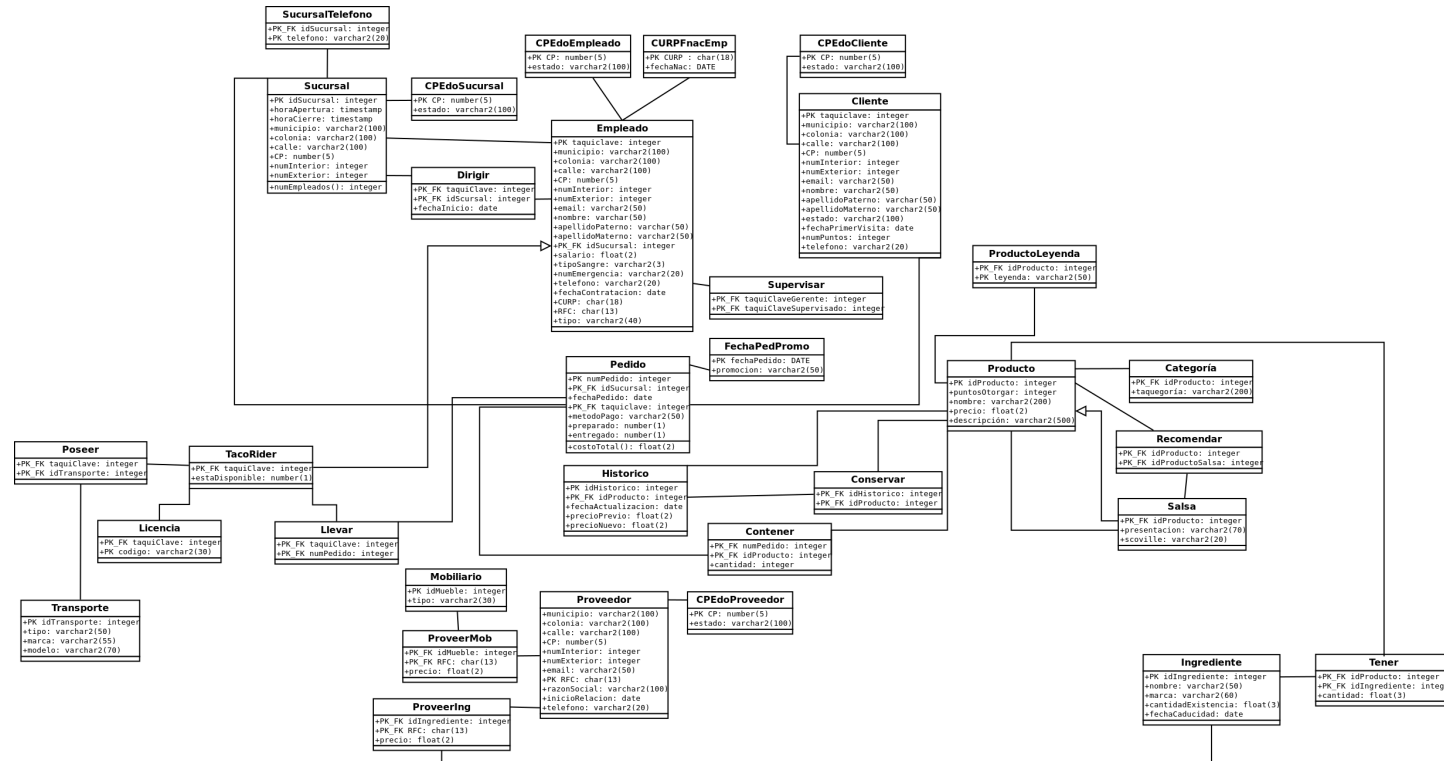 SucursalTelefono
+PK_FK idSucursal: integer
+PK telefono: varchar2(20)
CPEdoEmpleado
+PK CP: number(5)
+estado: varchar2(100)
CURPFnacEmp
+PK CURP : char(18)
+fechaNac: DATE
CPEdoCliente
+PK CP: number(5)
+estado: varchar2(100)
Sucursal
+PK idSucursal: integer
+horaApertura: timestamp
+horaCierre: timestamp
+municipio: varchar2(100)
+colonia: varchar2(100)
+calle: varchar2(100)
+CP: number(5)
+numInterior: integer
+numExterior: integer
+numEmpleados(): integer
CPEdoSucursal
+PK CP: number(5)
+estado: varchar2(100)
Cliente
+PK taquiclave: integer
+municipio: varchar2(100)
+colonia: varchar2(100)
+calle: varchar2(100)
+CP: number(5)
+numInterior: integer
+numExterior: integer
+email: varchar2(50)
+nombre: varchar2(50)
+apellidoPaterno: varchar(50)
+apellidoMaterno: varchar2(50)
+estado: varchar2(100)
+fechaPrimerVisita: date
+numPuntos: integer
+telefono: varchar2(20)
Empleado
+PK taquiclave: integer
+municipio: varchar2(100)
+colonia: varchar2(100)
+calle: varchar2(100)
+CP: number(5)
+numInterior: integer
+numExterior: integer
+email: varchar2(50)
+nombre: varchar(50)
+apellidoPaterno: varchar(50)
+apellidoMaterno: varchar2(50)
+PK_FK idSucursal: integer
+salario: float(2)
+tipoSangre: varchar2(3)
+numEmergencia: varchar2(20)
+telefono: varchar2(20)
+fechaContratacion: date
+CURP: char(18)
+RFC: char(13)
+tipo: varchar2(40)
Dirigir
+PK_FK taquiClave: integer
+PK_FK idScursal: integer
+fechaInicio: date
ProductoLeyenda
+PK_FK idProducto: integer
+PK leyenda: varchar2(50)
Supervisar
+PK_FK taquiClaveGerente: integer
+PK_FK taquiClaveSupervisado: integer
FechaPedPromo
+PK fechaPedido: DATE
+promocion: varchar2(50)
Pedido
+PK numPedido: integer
+PK_FK idSucursal: integer
+fechaPedido: date
+PK_FK taquiclave: integer
+metodoPago: varchar2(50)
+preparado: number(1)
+entregado: number(1)
+costoTotal(): float(2)
Producto
+PK idProducto: integer
+puntosOtorgar: integer
+nombre: varchar2(200)
+precio: float(2)
+descripción: varchar2(500)
Categoría
+PK_FK idProducto: integer
+taquegoría: varchar2(200)
Recomendar
+PK_FK idProducto: integer
+PK_FK idProductoSalsa: integer
Poseer
+PK_FK taquiClave: integer
+PK_FK idTransporte: integer
TacoRider
+PK_FK taquiClave: integer
+estaDisponible: number(1)
Historico
+PK idHistorico: integer
+PK_FK idProducto: integer
+fechaActualizacion: date
+precioPrevio: float(2)
+precioNuevo: float(2)
Conservar
+PK_FK idHistorico: integer
+PK_FK idProducto: integer
Salsa
+PK_FK idProducto: integer
+presentacion: varchar2(70)
+scoville: varchar2(20)
Licencia
+PK_FK taquiClave: integer
+PK codigo: varchar2(30)
Llevar
+PK_FK taquiClave: integer
+PK_FK numPedido: integer
Contener
+PK_FK numPedido: integer
+PK_FK idProducto: integer
+cantidad: integer
Mobiliario
+PK idMueble: integer
+tipo: varchar2(30)
Transporte
+PK idTransporte: integer
+tipo: varchar2(50)
+marca: varchar2(55)
+modelo: varchar2(70)
Proveedor
+municipio: varchar2(100)
+colonia: varchar2(100)
+calle: varchar2(100)
+CP: number(5)
+numInterior: integer
+numExterior: integer
+email: varchar2(50)
+PK RFC: char(13)
+razonSocial: varchar2(100)
+inicioRelacion: date
+telefono: varchar2(20)
CPEdoProveedor
+PK CP: number(5)
+estado: varchar2(100)
ProveerMob
+PK_FK idMueble: integer
+PK_FK RFC: char(13)
+precio: float(2)
ProveerIng
+PK_FK idIngrediente: integer
+PK_FK RFC: char(13)
+precio: float(2)
Ingrediente
+PK idIngrediente: integer
+nombre: varchar2(50)
+marca: varchar2(60)
+cantidadExistencia: float(3)
+fechaCaducidad: date
Tener
+PK_FK idProducto: integer
+PK_FK idIngrediente: integ
+cantidad: float(3)